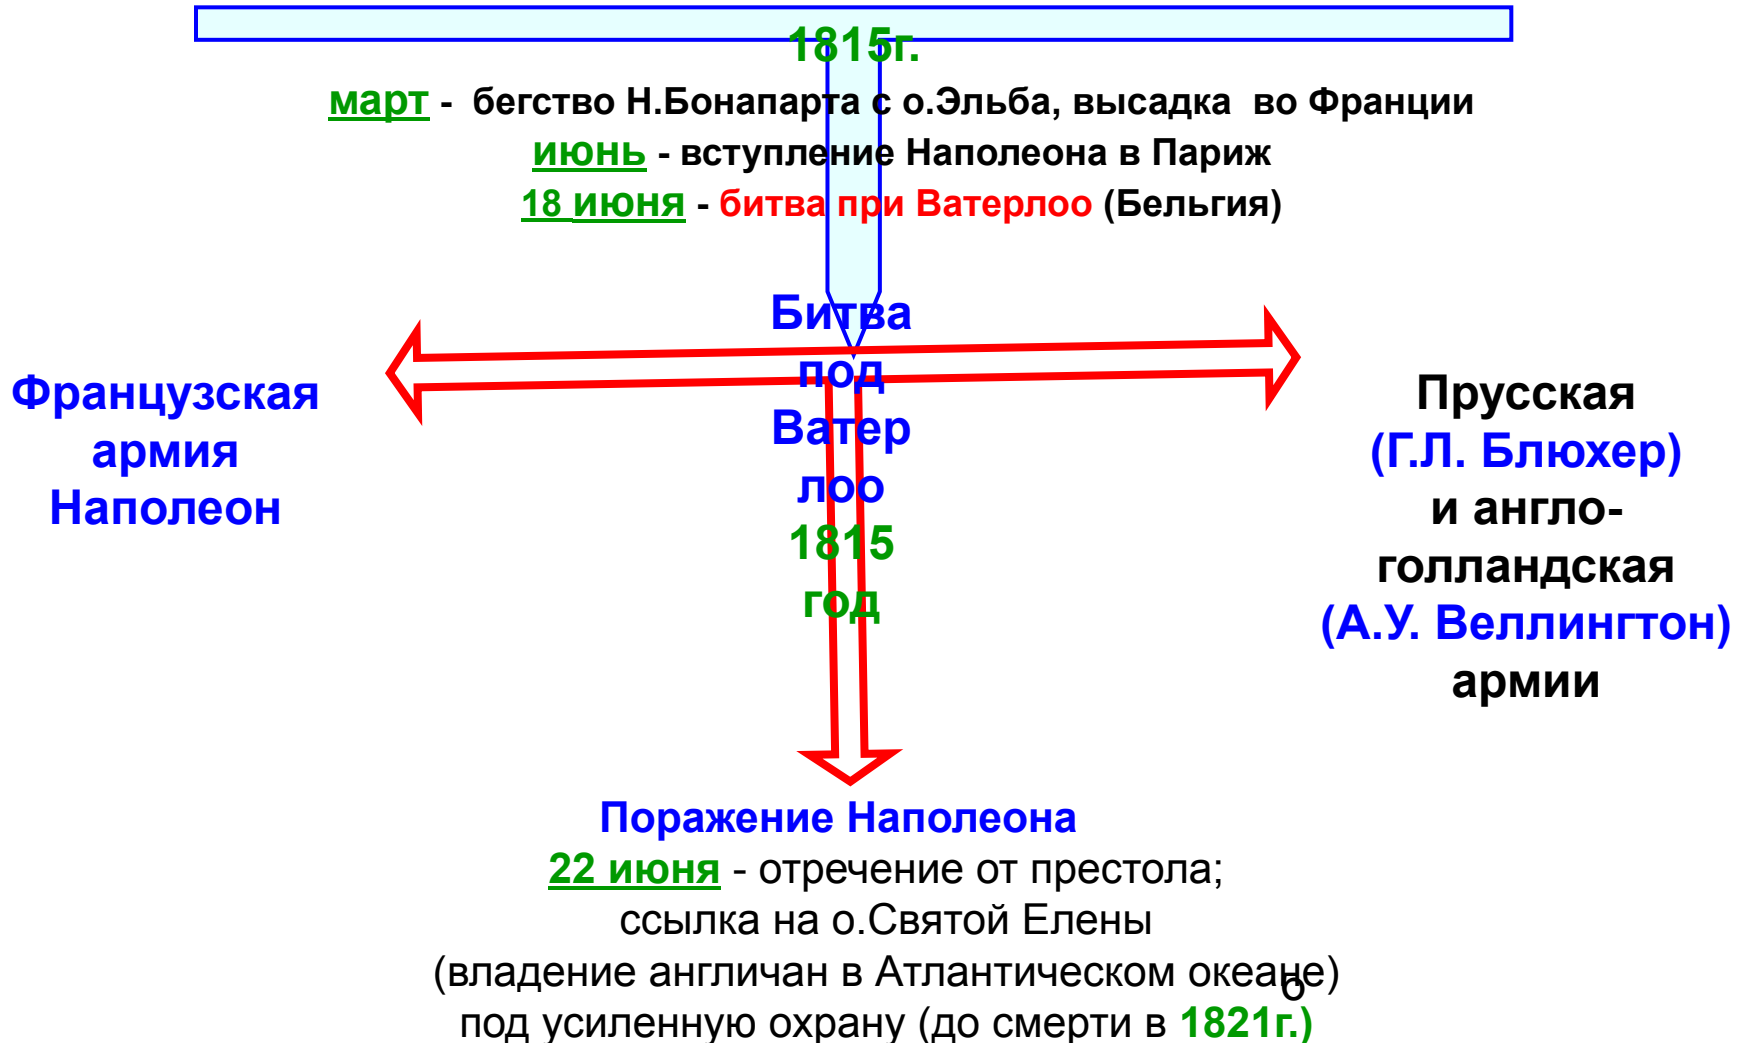 1815г.
март - бегство Н.Бонапарта с о.Эльба, высадка во Франции
июнь - вступление Наполеона в Париж
18 июня - битва при Ватерлоо (Бельгия)
Французская
армия
Наполеон
Битва
под
Ватер
лоо
1815
год
Прусская
(Г.Л. Блюхер)
и англо-
голландская
(А.У. Веллингтон)
армии
Поражение Наполеона
22 июня - отречение от престола;
ссылка на о.Святой Елены
(владение англичан в Атлантическом океане)
под усиленную охрану (до смерти в 1821г.)
6